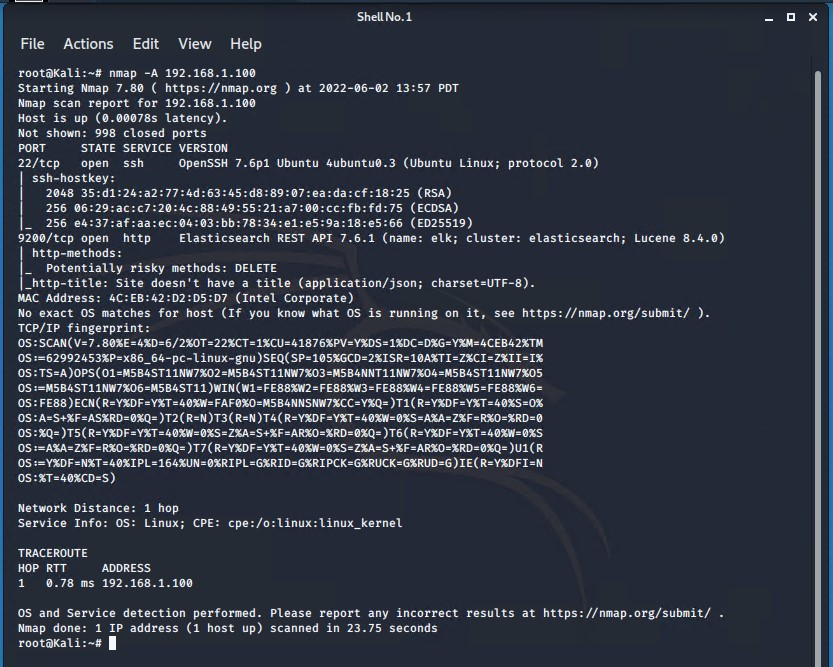 Shell No. 1
File Actions Edit View Help
root@Kali:~# nmap -A 192.168.1.100
Starting Nmap 7.80 ( https://nmap.org ) at 2022-06-02 13:57 PDT
Nmap scan report for 192.168.1.100
Host is up (0.00078s latency).
Not shown: 998 closed ports
PORT     STATE SERVICE VERSION
22/tcp   open  ssh     OpenSSH 7.6p1 Ubuntu 4ubuntu0.3 (Ubuntu Linux; protocol 2.0)
| ssh-hostkey:
|   2048 35:d1:24:a2:77:4d:63:45:d8:89:07:ea:da:cf:18:25 (RSA)
|   256 06:29:ac:c7:20:4c:88:49:55:21:a7:00:cc:fb:fd:75 (ECDSA)
|_  256 e4:37:af:aa:ec:04:03:bb:78:34:e1:e5:9a:18:e5:66 (ED25519)
9200/tcp open  http    Elasticsearch REST API 7.6.1 (name: elk; cluster: elasticsearch; Lucene 8.4.0)
| http-methods:
|_  Potentially risky methods: DELETE
|_http-title: Site doesn't have a title (application/json; charset=UTF-8).
MAC Address: 4C:EB:42:D2:D5:D7 (Intel Corporate)
No exact OS matches for host (If you know what OS is running on it, see https://nmap.org/submit/ ).
TCP/IP fingerprint:
OS:SCAN(V=7.80%E=4%D=6/2%OT=22%CT=1%CU=41876%PV=Y%DS=1%DC=D%G=Y%M=4CEB42%TM
OS:=62992453%P=x86_64-pc-linux-gnu)SEQ(SP=105%GCD=2%ISR=10A%TI=Z%CI=Z%II=I%
OS:TS=A)OPS(O1=M5B4ST11NW7%O2=M5B4ST11NW7%O3=M5B4NNT11NW7%O4=M5B4ST11NW7%O5
OS:=M5B4ST11NW7%O6=M5B4ST11)WIN(W1=FE88%W2=FE88%W3=FE88%W4=FE88%W5=FE88%W6=
OS:FE88)ECN(R=Y%DF=Y%T=40%W=FAF0%O=M5B4NNSNW7%CC=Y%Q=)T1(R=Y%DF=Y%T=40%S=O%
OS:A=S+%F=AS%RD=0%Q=)T2(R=N)T3(R=N)T4(R=Y%DF=Y%T=40%W=0%S=A%A=Z%F=R%O=%RD=0
OS:%Q=)T5(R=Y%DF=Y%T=40%W=0%S=Z%A=S+%F=AR%O=%RD=0%Q=)T6(R=Y%DF=Y%T=40%W=0%S
OS:=A%A=Z%F=R%O=%RD=0%Q=)T7(R=Y%DF=Y%T=40%W=0%S=Z%A=S+%F=AR%O=%RD=0%Q=)U1(R
OS:=Y%DF=N%T=40%IPL=164%UN=0%RIPL=G%RID=G%RIPCK=G%RUCK=G%RUD=G)IE(R=Y%DFI=N
OS:%T=40%CD=S)
Network Distance: 1 hop
Service Info: OS: Linux; CPE: cpe:/o:linux:linux_kernel
TRACEROUTE
HOP RTT     ADDRESS
1   0.78 ms 192.168.1.100
OS and Service detection performed. Please report any incorrect results at https://nmap.org/submit/ .
Nmap done: 1 IP address (1 host up) scanned in 23.75 seconds
root@Kali:~#